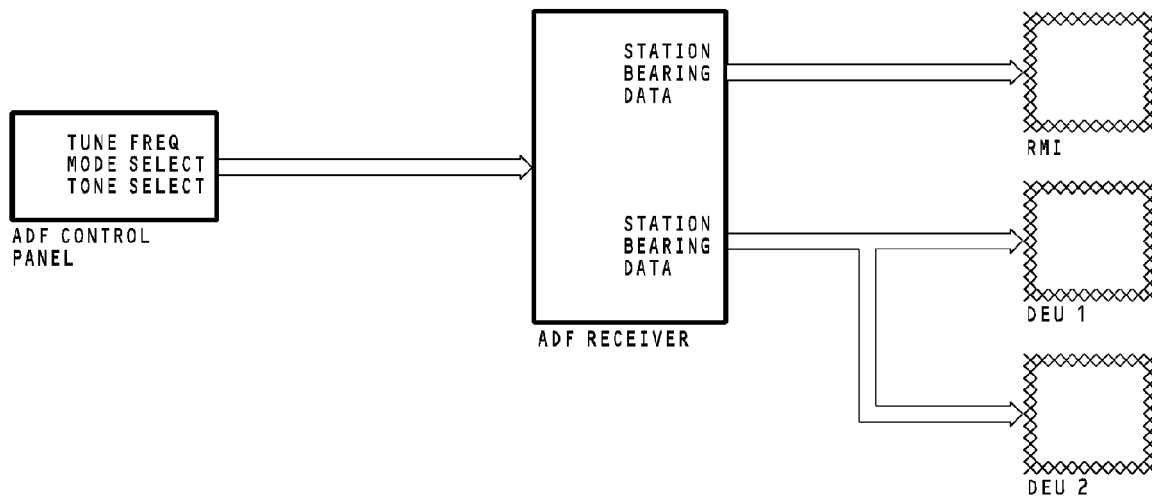 TUNE FREQ
MODE SELECT
TONE SELECT
ADF CONTROL
PANEL
STATION
BEARING
DATA
STATION
BEARING
DATA
ADF RECEIVER
RMI
DEU 1
DEU 2